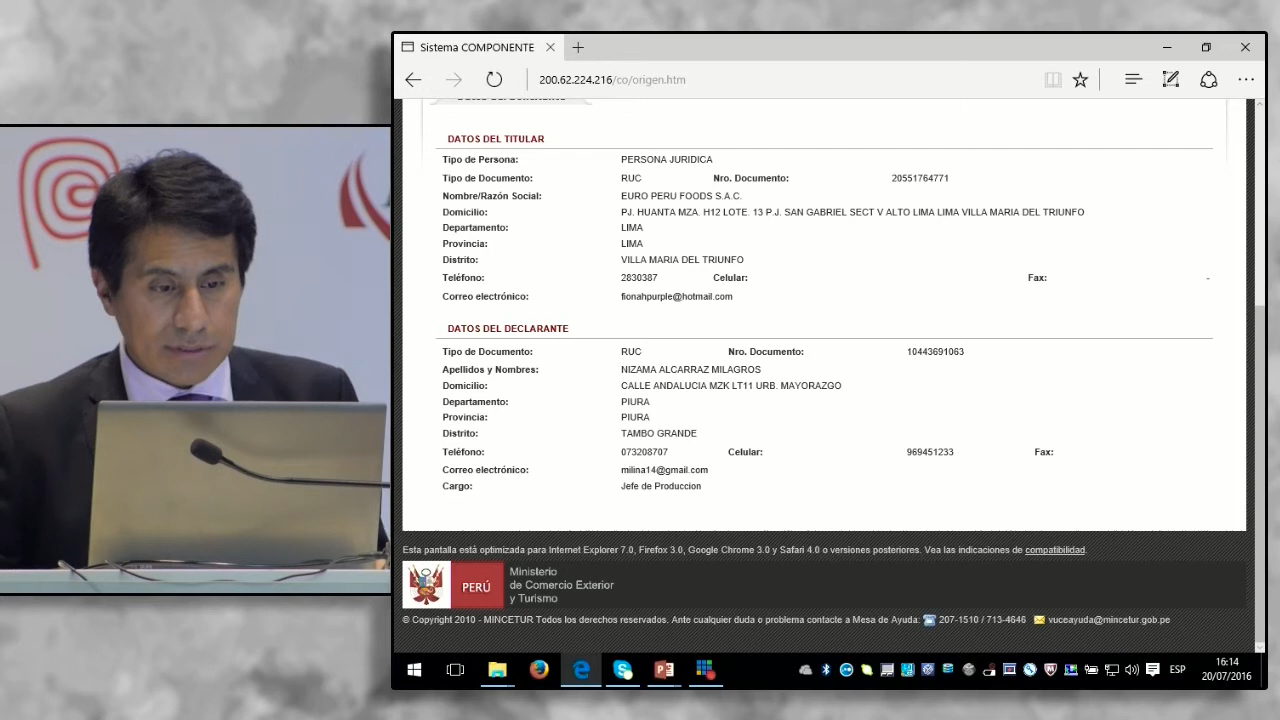 Sistema COMPONENTE
200.62.224.216/co/origen.htm
DATOS DEL TITULAR
Tipo de Persona: PERSONA JURIDICA
Tipo de Documento: RUC Nro. Documento: 20551764771
Nombre/Razón Social: EURO PERU FOODS S.A.C.
Domicilio: PJ. HUANTA MZA. H12 LOTE. 13 P.J. SAN GABRIEL SECT V ALTO LIMA LIMA VILLA MARIA DEL TRIUNFO
Departamento: LIMA
Provincia: LIMA
Distrito: VILLA MARIA DEL TRIUNFO
Teléfono: 2830387 Celular: Fax: -
Correo electrónico: fionahpurple@hotmail.com
DATOS DEL DECLARANTE
Tipo de Documento: RUC Nro. Documento: 10443691063
Apellidos y Nombres: NIZAMA ALCARRAZ MILAGROS
Domicilio: CALLE ANDALUCIA MZK LT11 URB. MAYORAZGO
Departamento: PIURA
Provincia: PIURA
Distrito: TAMBO GRANDE
Teléfono: 073208707 Celular: 969451233 Fax:
Correo electrónico: milina14@gmail.com
Cargo: Jefe de Produccion
Esta pantalla está optimizada para Internet Explorer 7.0, Firefox 3.0, Google Chrome 3.0 y Safari 4.0 o versiones posteriores. Vea las indicaciones de compatibilidad.
PERÚ
Ministerio
de Comercio Exterior
y Turismo
© Copyright 2010 - MINCETUR Todos los derechos reservados. Ante cualquier duda o problema contacte a Mesa de Ayuda: 207-1510 / 713-4646 vuceayuda@mincetur.gob.pe
ESP
16:14
20/07/2016